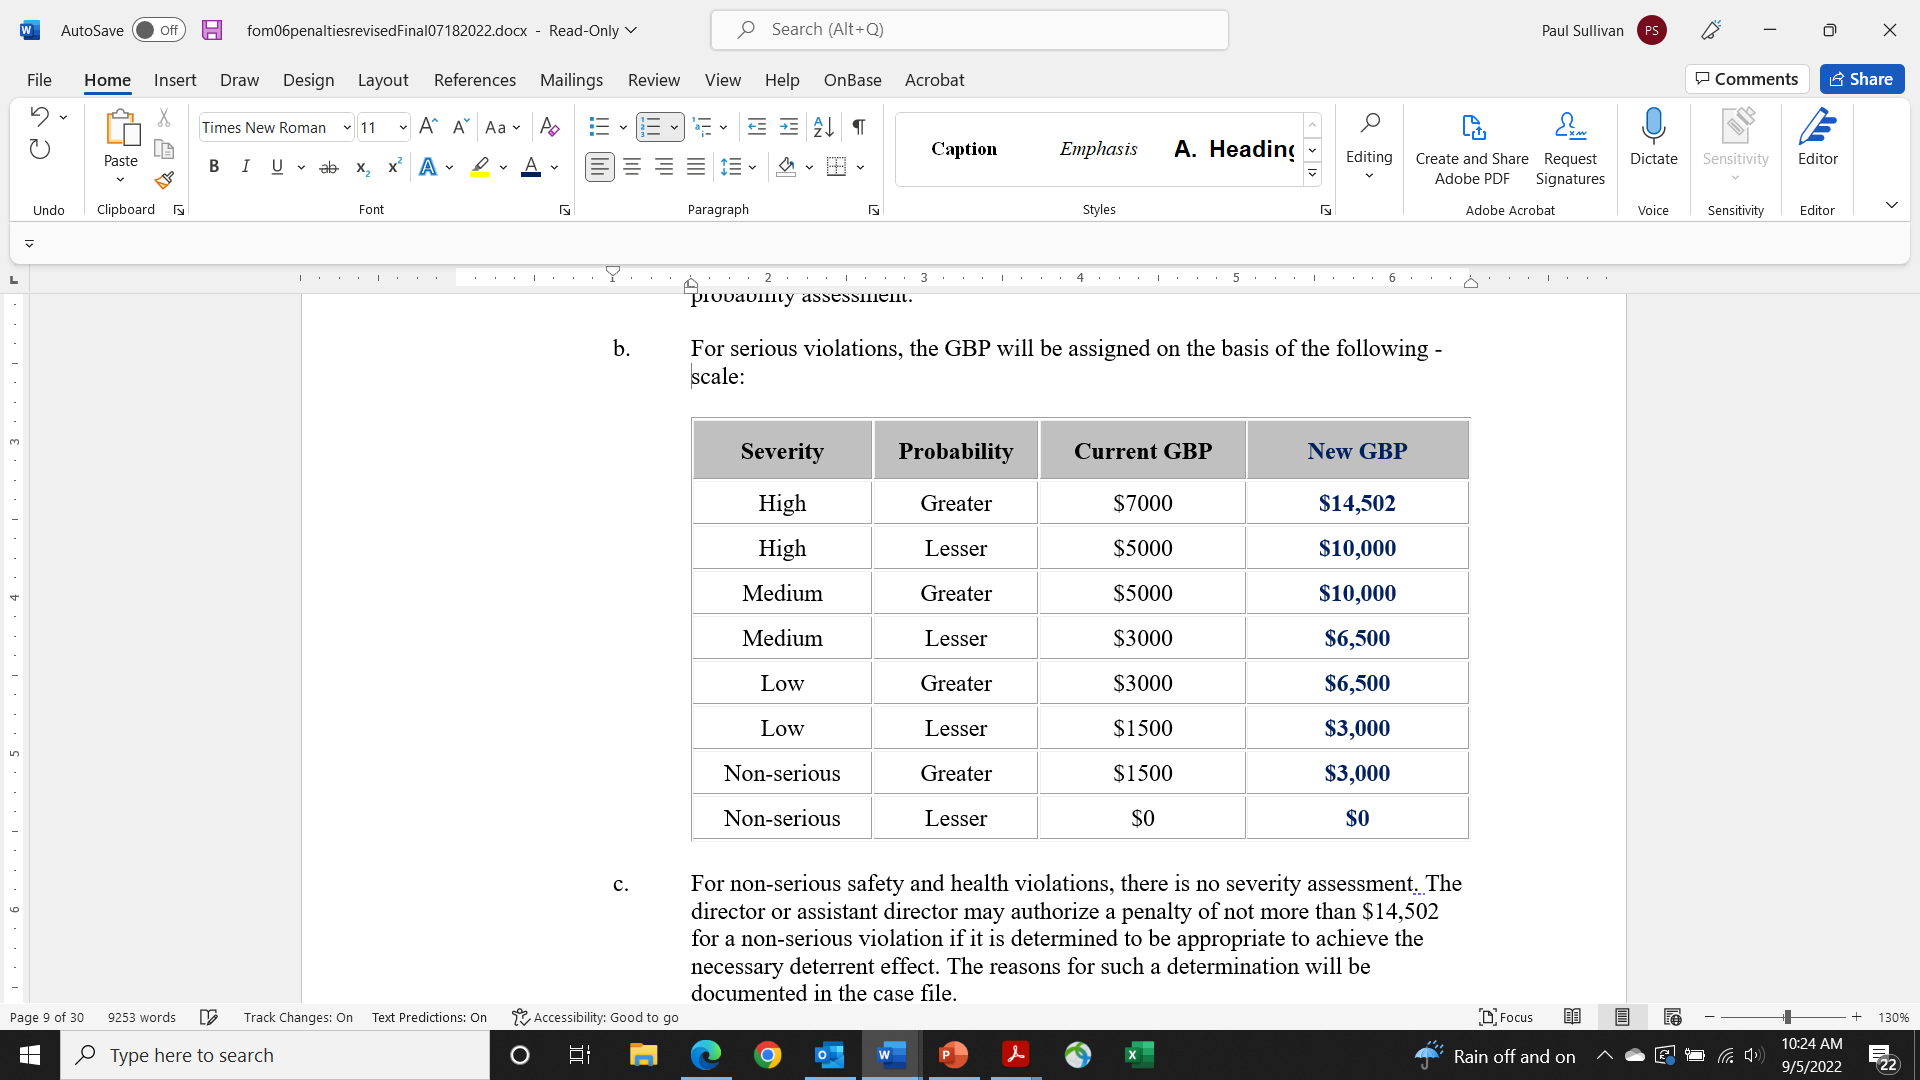 AutoSave Off fom06penaltiesrevisedFinal07182022.docx - Read-Only Search (Alt+Q) Paul Sullivan PS
File Home Insert Draw Design Layout References Mailings Review View Help OnBase Acrobat Comments Share
Times New Roman 11 Aa Caption Emphasis A. Heading
Paste Editing Create and Share Adobe PDF Request Signatures Dictate Sensitivity Editor
Undo Clipboard Font Paragraph Styles Adobe Acrobat Voice Sensitivity Editor
1 2 3 4 5 6
probability assessment.
b. For serious violations, the GBP will be assigned on the basis of the following -
scale:
Severity Probability Current GBP New GBP
High Greater $7000 $14,502
High Lesser $5000 $10,000
Medium Greater $5000 $10,000
Medium Lesser $3000 $6,500
Low Greater $3000 $6,500
Low Lesser $1500 $3,000
Non-serious Greater $1500 $3,000
Non-serious Lesser $0 $0
c. For non-serious safety and health violations, there is no severity assessment. The
director or assistant director may authorize a penalty of not more than $14,502
for a non-serious violation if it is determined to be appropriate to achieve the
necessary deterrent effect. The reasons for such a determination will be
documented in the case file.
Page 9 of 30 9253 words Track Changes: On Text Predictions: On Accessibility: Good to go Focus 130%
Type here to search Rain off and on 10:24 AM
9/5/2022 22